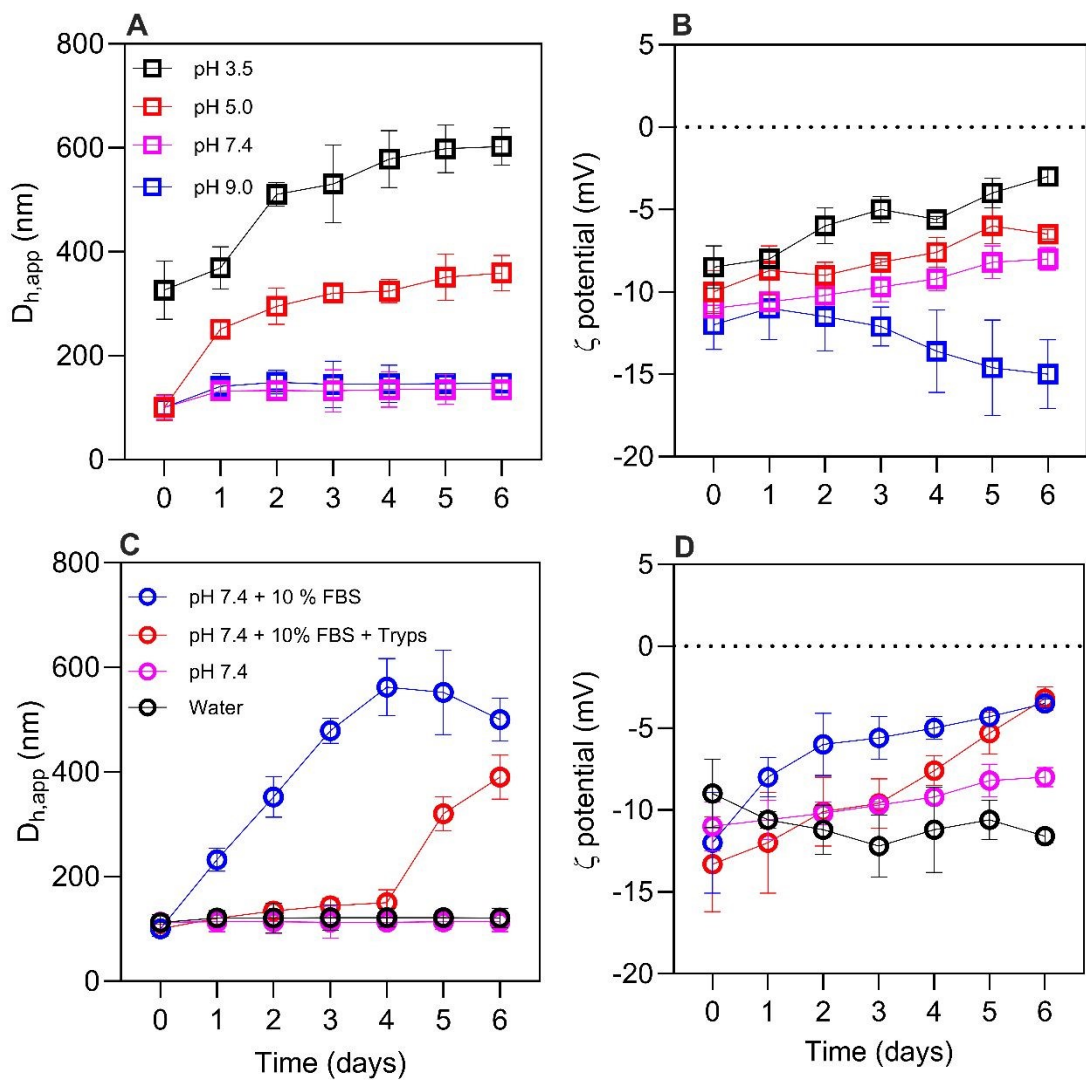 A
B
800
600
400
200
0
D_h,app (nm)
pH 3.5
pH 5.0
pH 7.4
pH 9.0
0 1 2 3 4 5 6
5
0
-5
-10
-15
-20
ζ potential (mV)
0 1 2 3 4 5 6
C
D
800
600
400
200
0
D_h,app (nm)
pH 7.4 + 10 % FBS
pH 7.4 + 10% FBS + Tryps
pH 7.4
Water
0 1 2 3 4 5 6
Time (days)
5
0
-5
-10
-15
-20
ζ potential (mV)
0 1 2 3 4 5 6
Time (days)